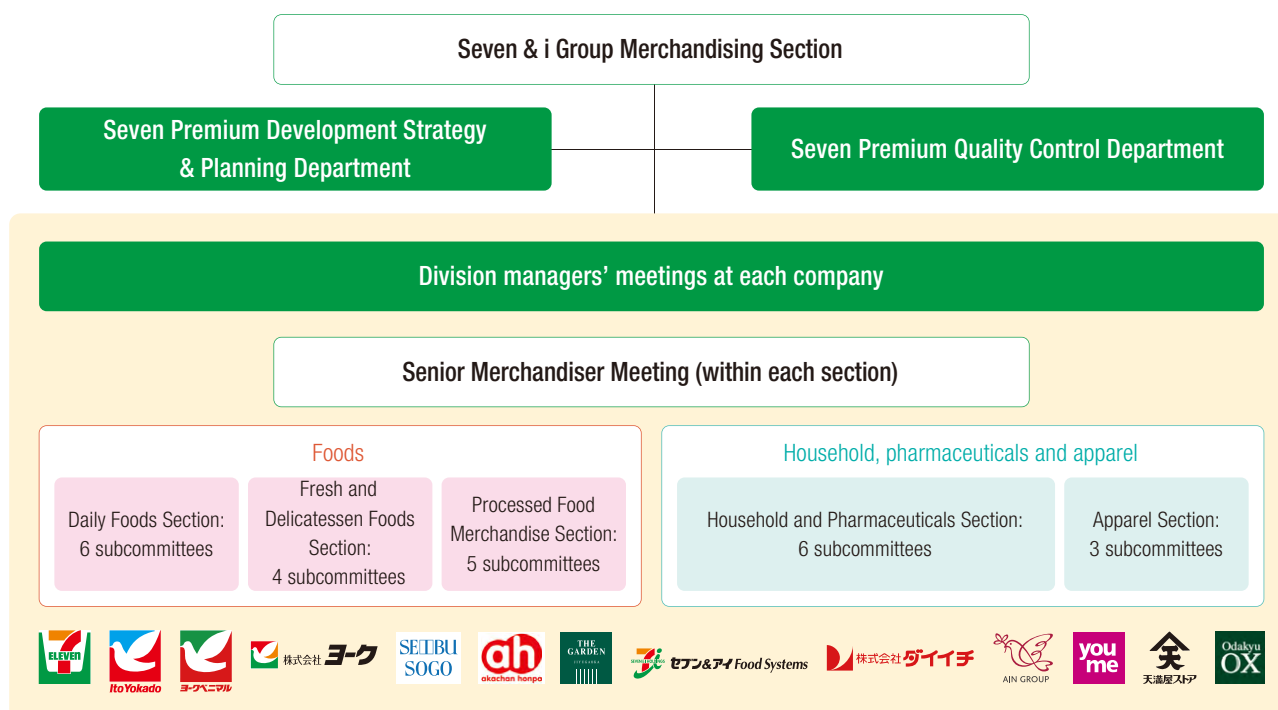 Seven & i Group Merchandising Section
Seven Premium Development Strategy
& Planning Department
Seven Premium Quality Control Department
Division managers’ meetings at each company
Senior Merchandiser Meeting (within each section)
Foods
Daily Foods Section:
6 subcommittees
Fresh and
Delicatessen Foods
Section:
4 subcommittees
Processed Food
Merchandise Section:
5 subcommittees
Household, pharmaceuticals and apparel
Household and Pharmaceuticals Section:
6 subcommittees
Apparel Section:
3 subcommittees
7
ELEVEN
Ito Yokado
ヨークベニマル
株式会社 ヨーク
SEIBU
SOGO
ah
akachan honpo
THE
GARDEN
セブン&アイ Food Systems
株式会社ダイイチ
AIN GROUP
you
me
天満屋ストア
Odakyu
OX